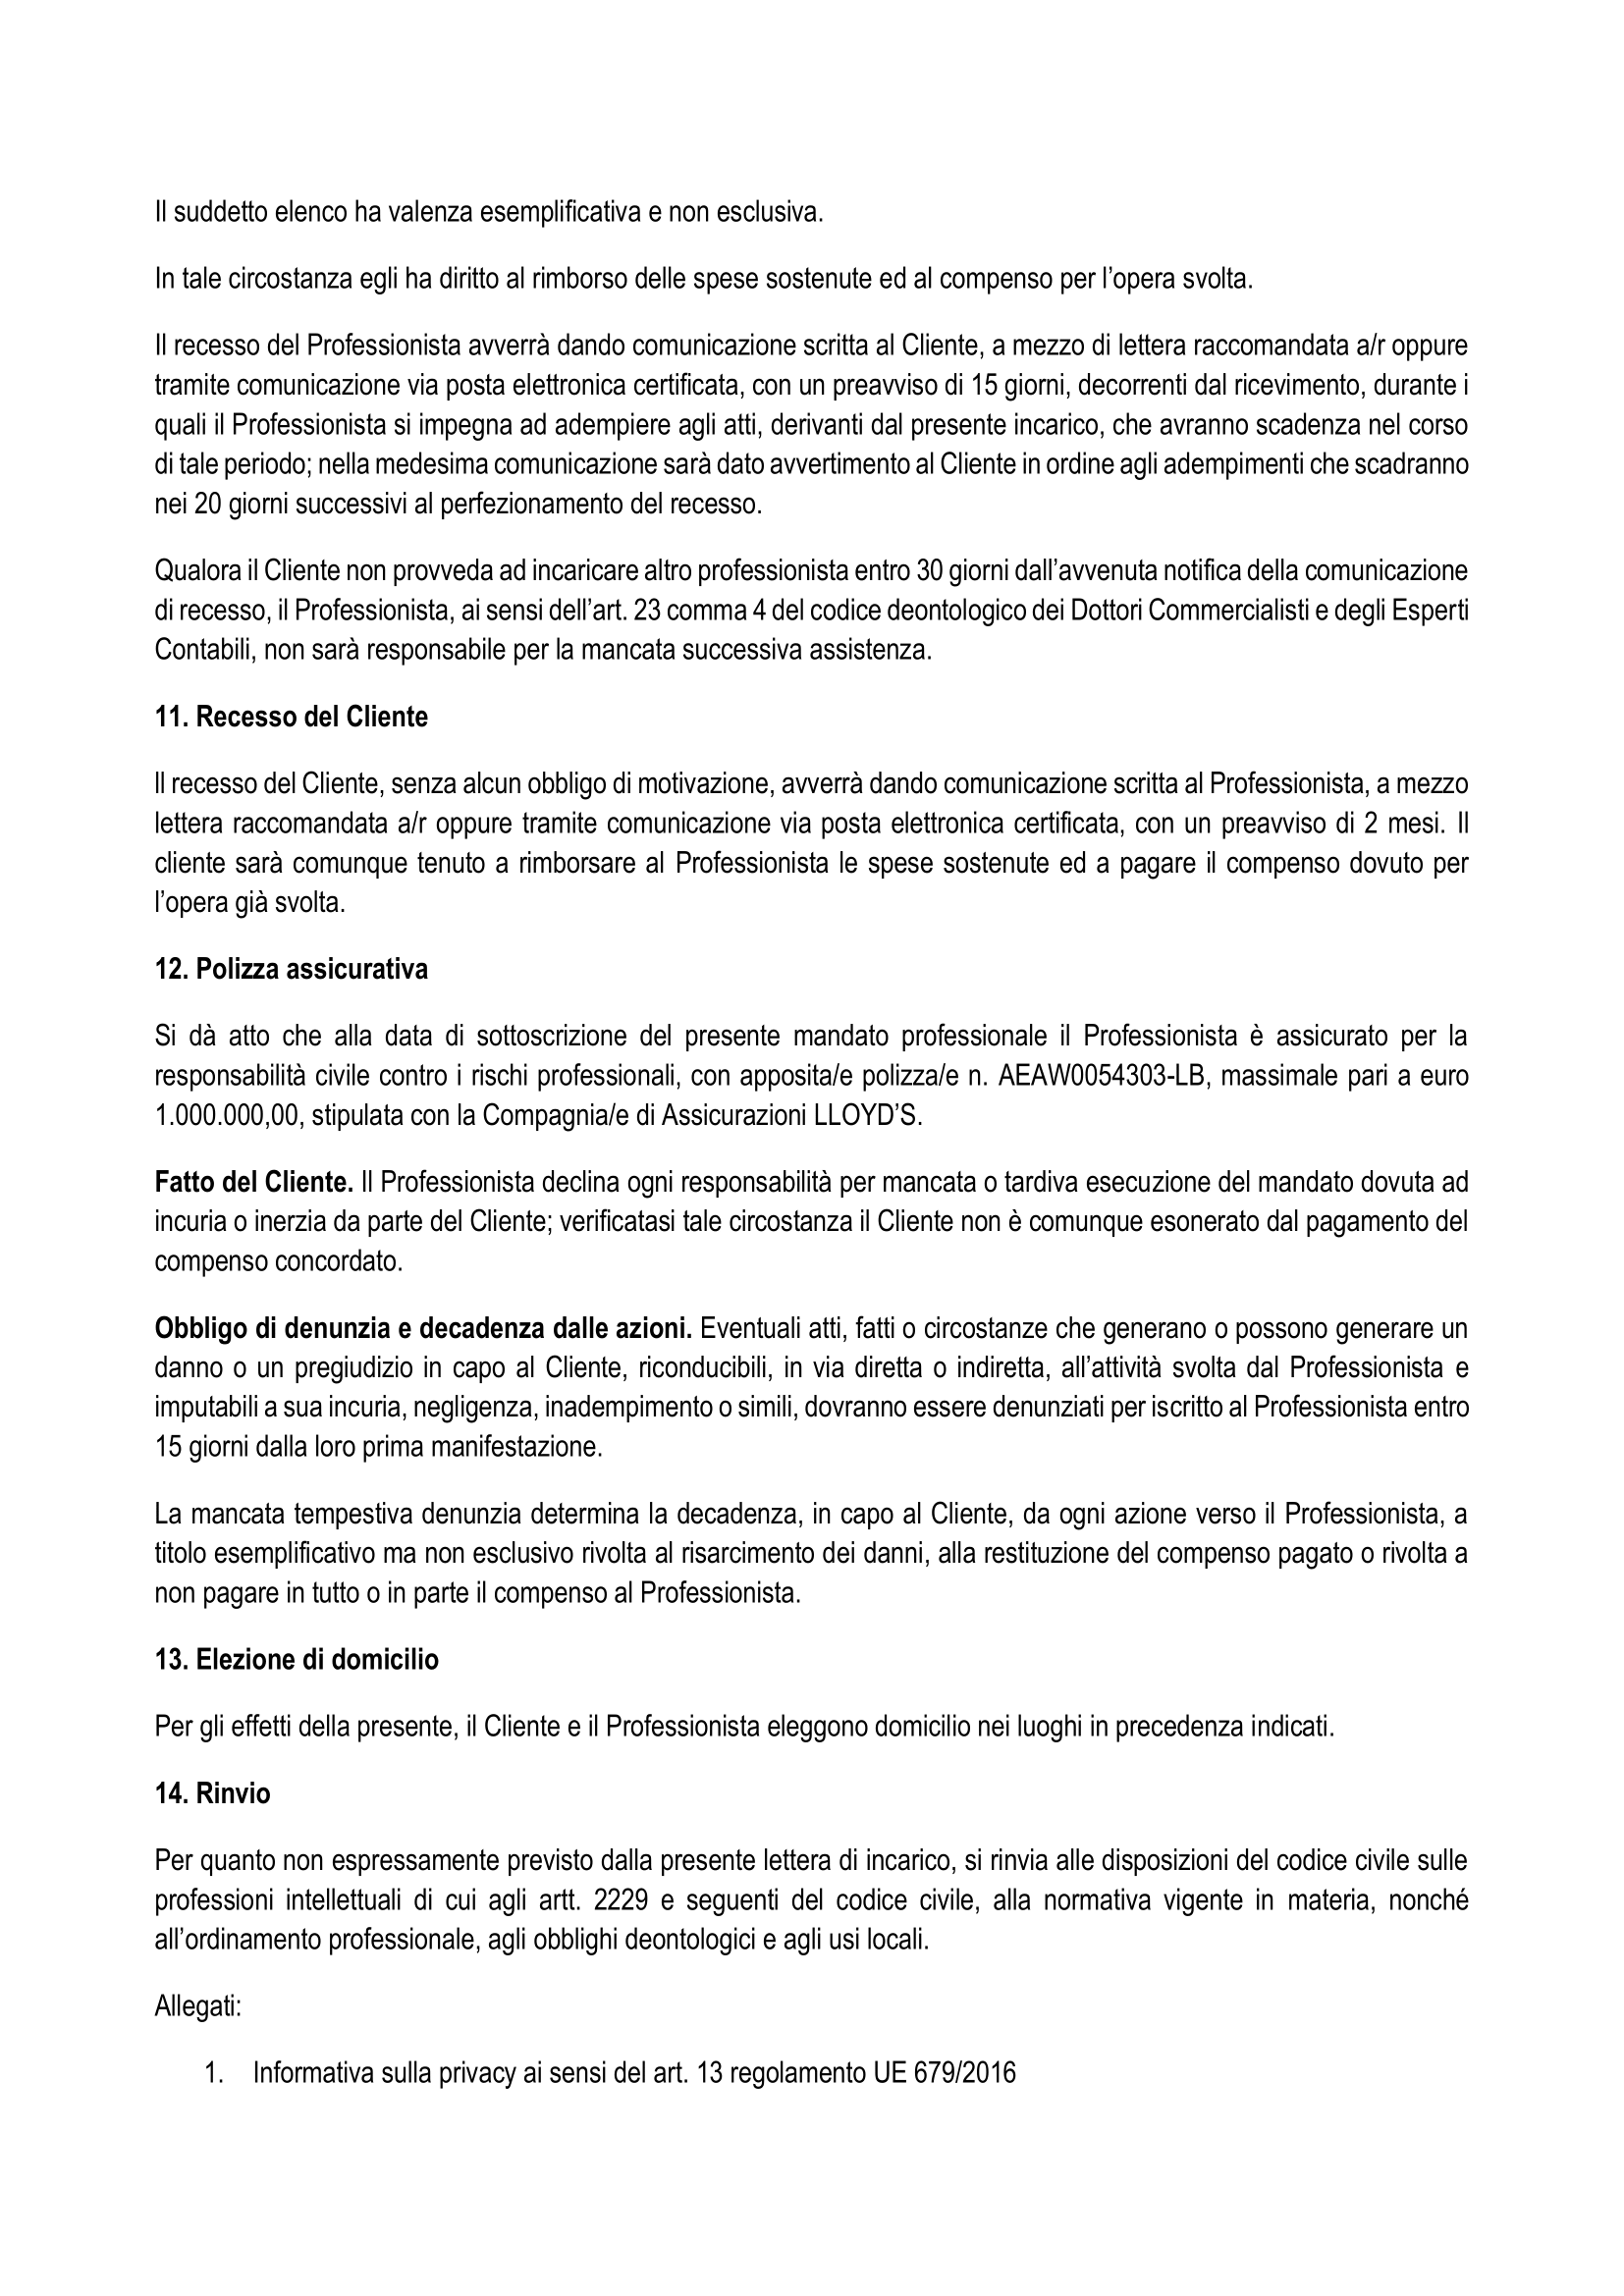 Il suddetto elenco ha valenza esemplificativa e non esclusiva.
In tale circostanza egli ha diritto al rimborso delle spese sostenute ed al compenso per l’opera svolta.
Il recesso del Professionista avverrà dando comunicazione scritta al Cliente, a mezzo di lettera raccomandata a/r oppure
tramite comunicazione via posta elettronica certificata, con un preavviso di 15 giorni, decorrenti dal ricevimento, durante i
quali il Professionista si impegna ad adempiere agli atti, derivanti dal presente incarico, che avranno scadenza nel corso
di tale periodo; nella medesima comunicazione sarà dato avvertimento al Cliente in ordine agli adempimenti che scadranno
nei 20 giorni successivi al perfezionamento del recesso.
Qualora il Cliente non provveda ad incaricare altro professionista entro 30 giorni dall’avvenuta notifica della comunicazione
di recesso, il Professionista, ai sensi dell’art. 23 comma 4 del codice deontologico dei Dottori Commercialisti e degli Esperti
Contabili, non sarà responsabile per la mancata successiva assistenza.
11. Recesso del Cliente
Il recesso del Cliente, senza alcun obbligo di motivazione, avverrà dando comunicazione scritta al Professionista, a mezzo
lettera raccomandata a/r oppure tramite comunicazione via posta elettronica certificata, con un preavviso di 2 mesi. Il
cliente sarà comunque tenuto a rimborsare al Professionista le spese sostenute ed a pagare il compenso dovuto per
l’opera già svolta.
12. Polizza assicurativa
Si dà atto che alla data di sottoscrizione del presente mandato professionale il Professionista è assicurato per la
responsabilità civile contro i rischi professionali, con apposita/e polizza/e n. AEAW0054303-LB, massimale pari a euro
1.000.000,00, stipulata con la Compagnia/e di Assicurazioni LLOYD’S.
Fatto del Cliente. Il Professionista declina ogni responsabilità per mancata o tardiva esecuzione del mandato dovuta ad
incuria o inerzia da parte del Cliente; verificatasi tale circostanza il Cliente non è comunque esonerato dal pagamento del
compenso concordato.
Obbligo di denunzia e decadenza dalle azioni. Eventuali atti, fatti o circostanze che generano o possono generare un
danno o un pregiudizio in capo al Cliente, riconducibili, in via diretta o indiretta, all’attività svolta dal Professionista e
imputabili a sua incuria, negligenza, inadempimento o simili, dovranno essere denunziati per iscritto al Professionista entro
15 giorni dalla loro prima manifestazione.
La mancata tempestiva denunzia determina la decadenza, in capo al Cliente, da ogni azione verso il Professionista, a
titolo esemplificativo ma non esclusivo rivolta al risarcimento dei danni, alla restituzione del compenso pagato o rivolta a
non pagare in tutto o in parte il compenso al Professionista.
13. Elezione di domicilio
Per gli effetti della presente, il Cliente e il Professionista eleggono domicilio nei luoghi in precedenza indicati.
14. Rinvio
Per quanto non espressamente previsto dalla presente lettera di incarico, si rinvia alle disposizioni del codice civile sulle
professioni intellettuali di cui agli artt. 2229 e seguenti del codice civile, alla normativa vigente in materia, nonché
all’ordinamento professionale, agli obblighi deontologici e agli usi locali.
Allegati:
1. Informativa sulla privacy ai sensi del art. 13 regolamento UE 679/2016